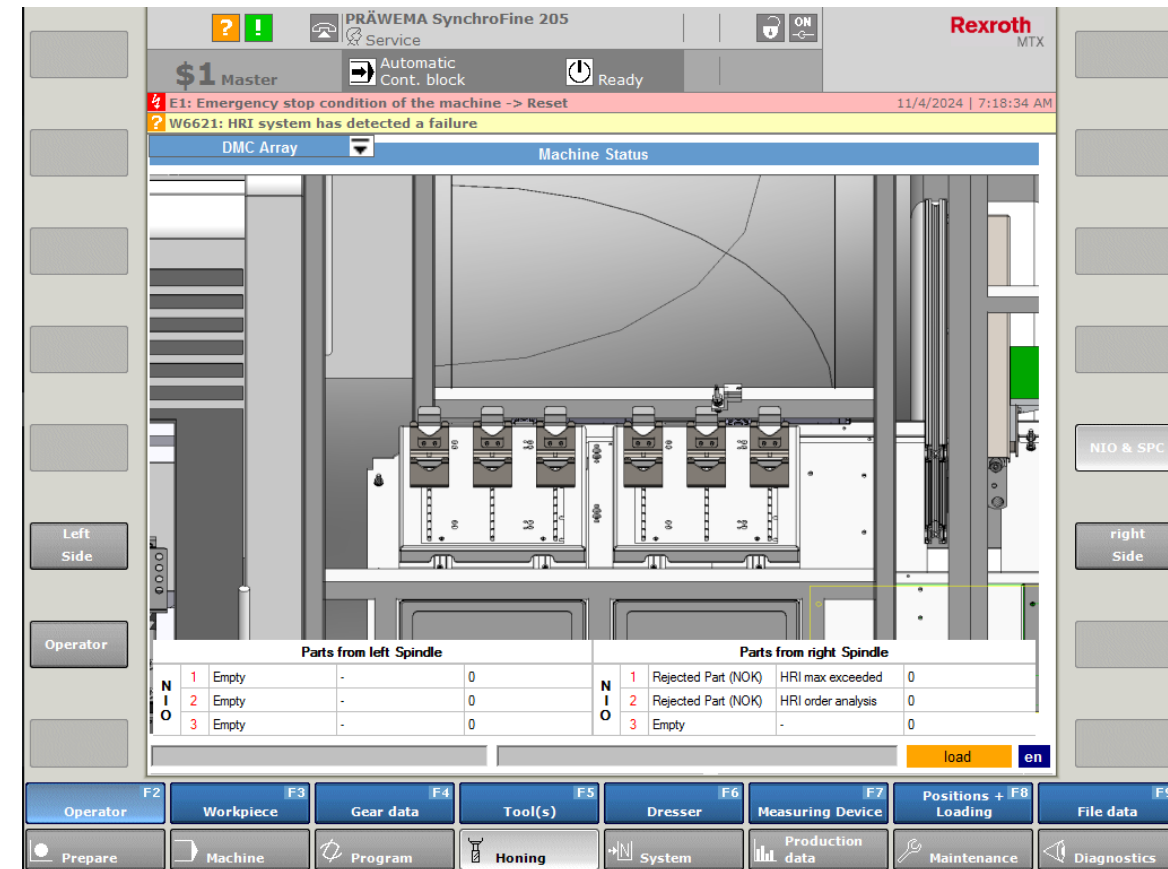 ? ! PRÄWEMA SynchroFine 205 ON Rexroth
Service MTX
$1 Master Automatic
Cont. block Ready
E1: Emergency stop condition of the machine -> Reset 11/4/2024 | 7:18:34 AM
? W6621: HRI system has detected a failure
DMC Array Machine Status
NIO & SPC
Left
Side
right
Side
Operator
Parts from left Spindle Parts from right Spindle
NIO
1 Empty - 0
2 Empty - 0
3 Empty - 0
NIO
1 Rejected Part (NOK) HRI max exceeded 0
2 Rejected Part (NOK) HRI order analysis 0
3 Empty - 0
load en
Operator F2
Workpiece F3
Gear data F4
Tool(s) F5
Dresser F6
Measuring Device F7
Positions + F8
Loading
File data F9
Prepare Machine Program Honing System Production
data Maintenance Diagnostics